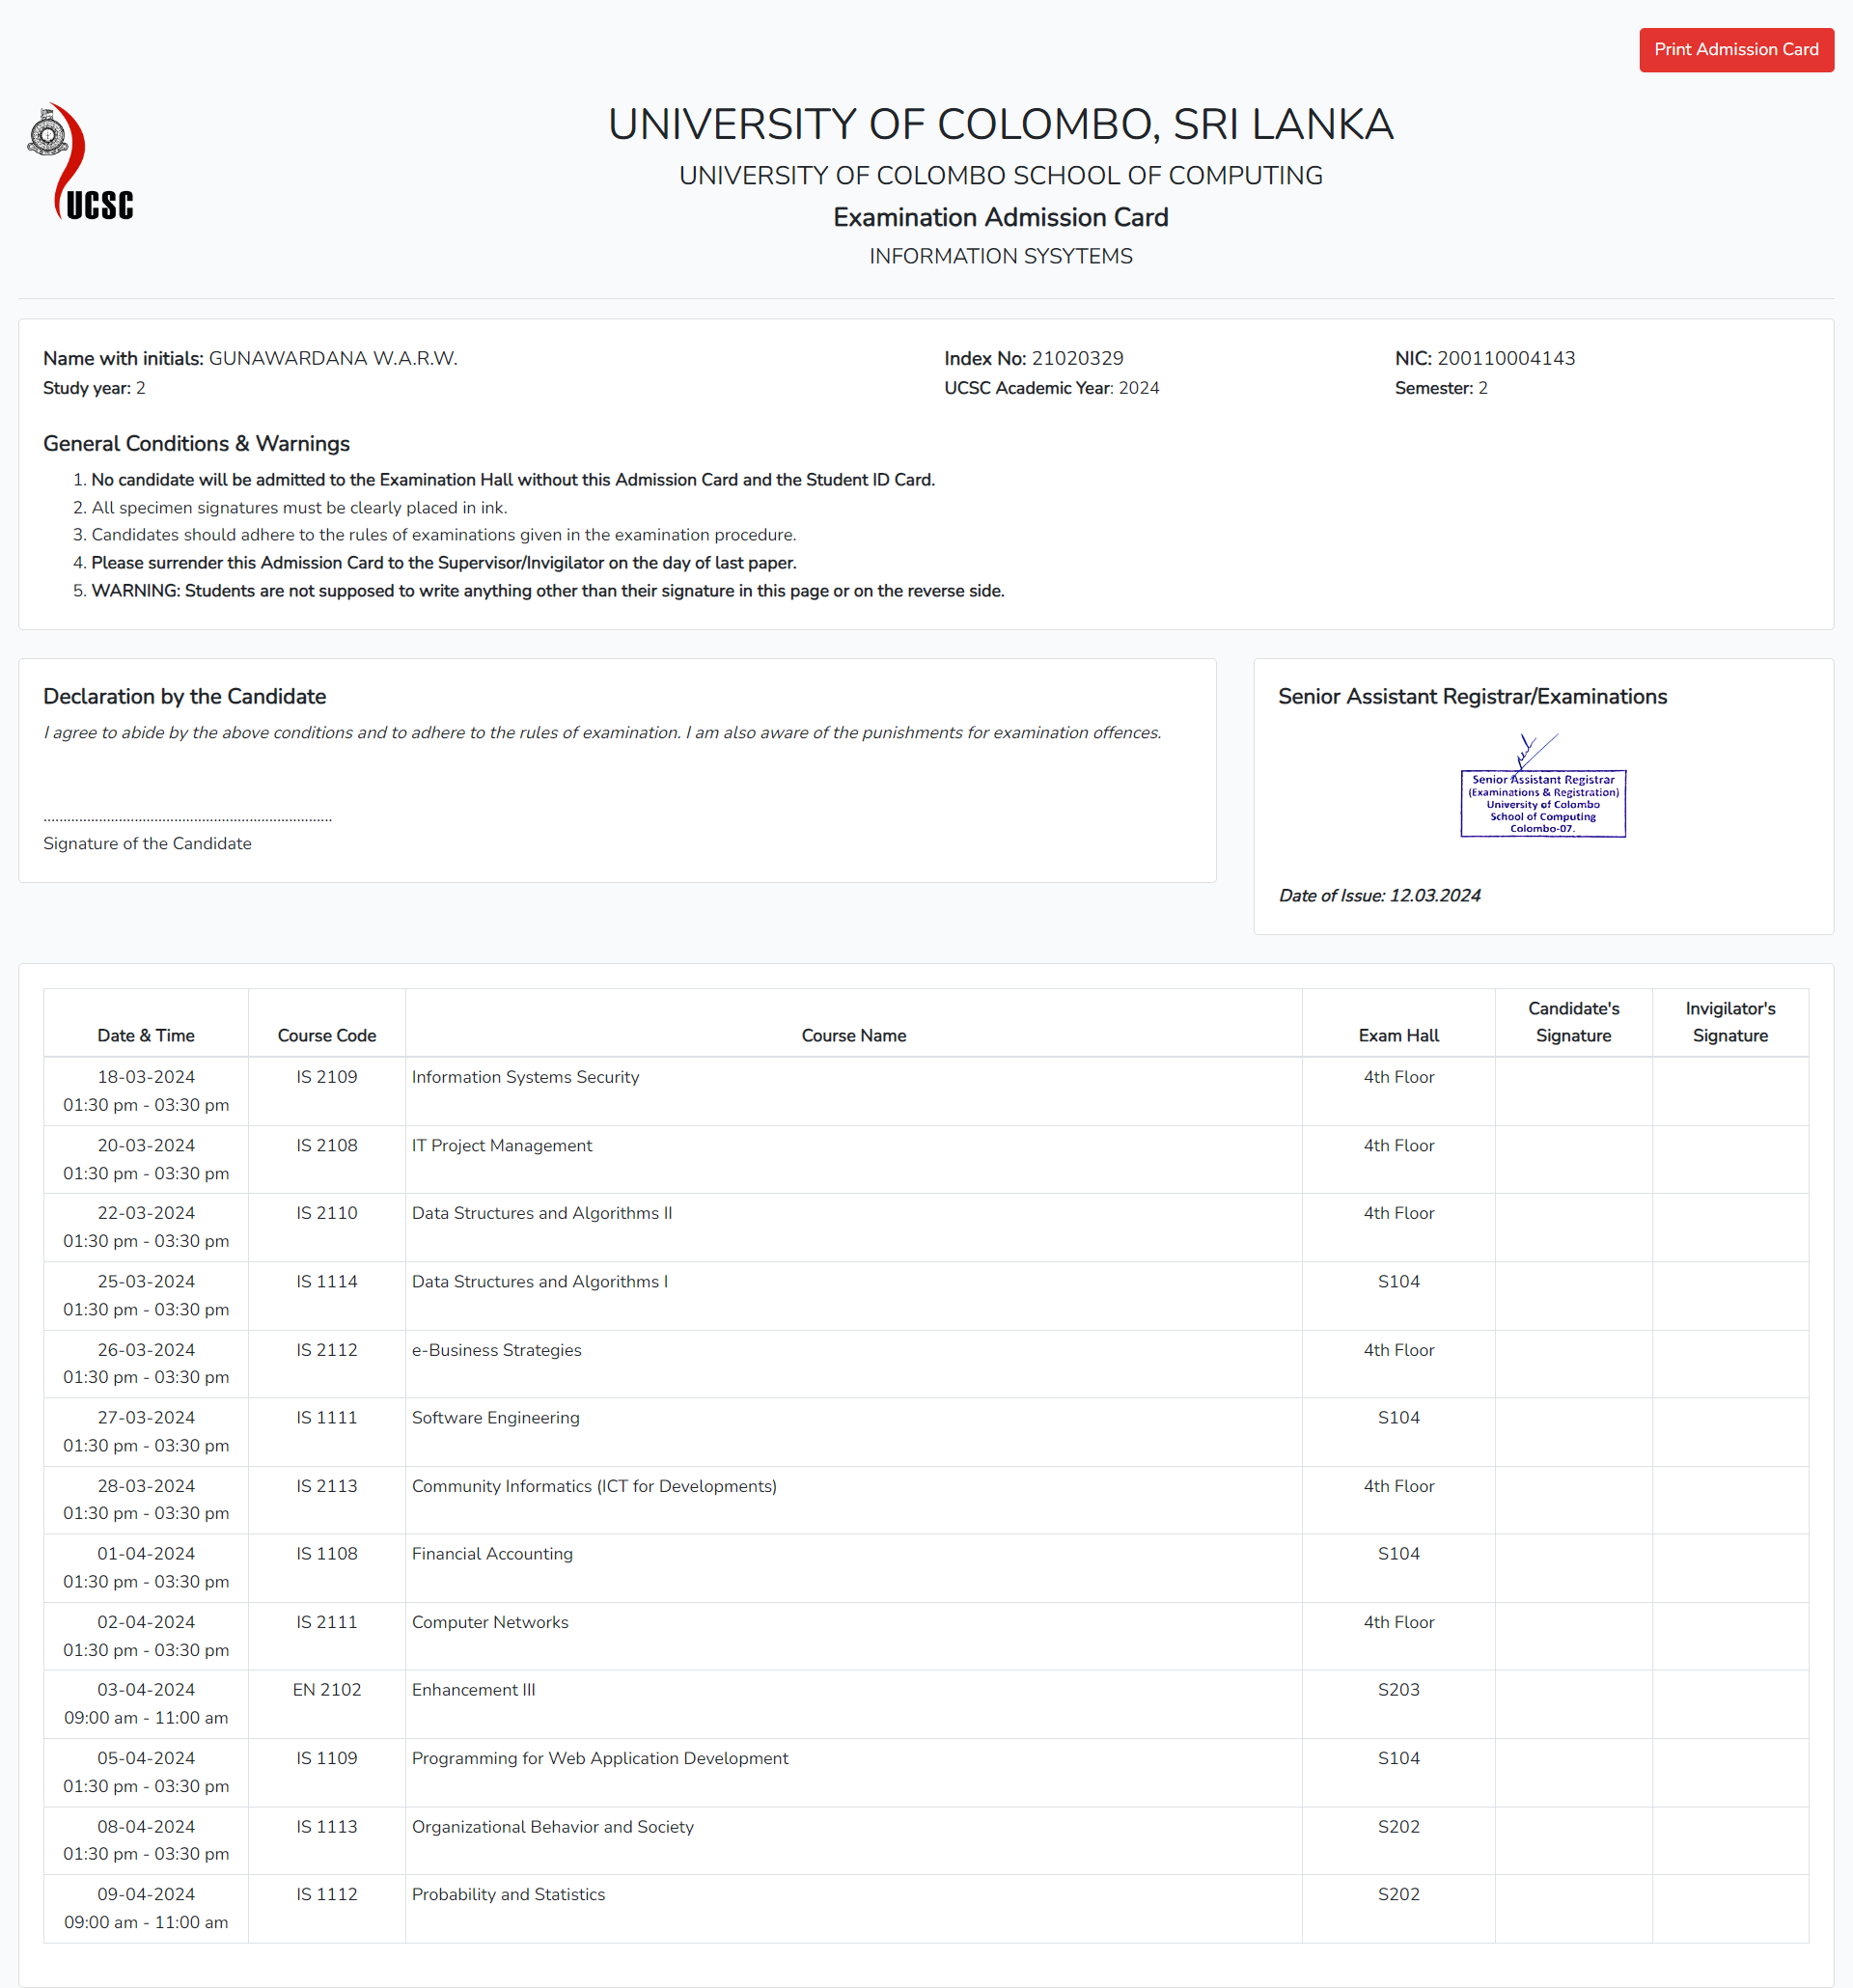 Print Admission Card
UCSC
UNIVERSITY OF COLOMBO, SRI LANKA
UNIVERSITY OF COLOMBO SCHOOL OF COMPUTING
Examination Admission Card
INFORMATION SYSYTEMS
Name with initials: GUNAWARDANA W.A.R.W. Index No: 21020329 NIC: 200110004143
Study year: 2 UCSC Academic Year: 2024 Semester: 2
General Conditions & Warnings
1. No candidate will be admitted to the Examination Hall without this Admission Card and the Student ID Card.
2. All specimen signatures must be clearly placed in ink.
3. Candidates should adhere to the rules of examinations given in the examination procedure.
4. Please surrender this Admission Card to the Supervisor/Invigilator on the day of last paper.
5. WARNING: Students are not supposed to write anything other than their signature in this page or on the reverse side.
Declaration by the Candidate
I agree to abide by the above conditions and to adhere to the rules of examination. I am also aware of the punishments for examination offences.
.........................................................................
Signature of the Candidate
Senior Assistant Registrar/Examinations
Senior Assistant Registrar
(Examinations & Registration)
University of Colombo
School of Computing
Colombo-07.
Date of Issue: 12.03.2024
Date & Time Course Code Course Name Exam Hall Candidate's Signature Invigilator's Signature
18-03-2024 IS 2109 Information Systems Security 4th Floor
01:30 pm - 03:30 pm
20-03-2024 IS 2108 IT Project Management 4th Floor
01:30 pm - 03:30 pm
22-03-2024 IS 2110 Data Structures and Algorithms II 4th Floor
01:30 pm - 03:30 pm
25-03-2024 IS 1114 Data Structures and Algorithms I S104
01:30 pm - 03:30 pm
26-03-2024 IS 2112 e-Business Strategies 4th Floor
01:30 pm - 03:30 pm
27-03-2024 IS 1111 Software Engineering S104
01:30 pm - 03:30 pm
28-03-2024 IS 2113 Community Informatics (ICT for Developments) 4th Floor
01:30 pm - 03:30 pm
01-04-2024 IS 1108 Financial Accounting S104
01:30 pm - 03:30 pm
02-04-2024 IS 2111 Computer Networks 4th Floor
01:30 pm - 03:30 pm
03-04-2024 EN 2102 Enhancement III S203
09:00 am - 11:00 am
05-04-2024 IS 1109 Programming for Web Application Development S104
01:30 pm - 03:30 pm
08-04-2024 IS 1113 Organizational Behavior and Society S202
01:30 pm - 03:30 pm
09-04-2024 IS 1112 Probability and Statistics S202
09:00 am - 11:00 am